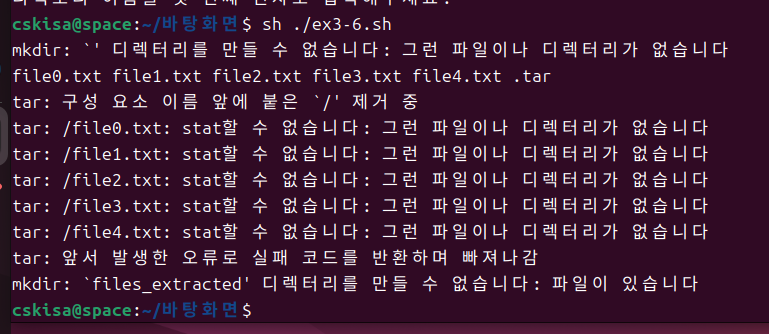 cskisa@space:~/바탕화면$ sh ./ex3-6.sh
mkdir: `' 디렉터리를 만들 수 없습니다: 그런 파일이나 디렉터리가 없습니다
file0.txt file1.txt file2.txt file3.txt file4.txt .tar
tar: 구성 요소 이름 앞에 붙은 `/' 제거 중
tar: /file0.txt: stat할 수 없습니다: 그런 파일이나 디렉터리가 없습니다
tar: /file1.txt: stat할 수 없습니다: 그런 파일이나 디렉터리가 없습니다
tar: /file2.txt: stat할 수 없습니다: 그런 파일이나 디렉터리가 없습니다
tar: /file3.txt: stat할 수 없습니다: 그런 파일이나 디렉터리가 없습니다
tar: /file4.txt: stat할 수 없습니다: 그런 파일이나 디렉터리가 없습니다
tar: 앞서 발생한 오류로 실패 코드를 반환하며 빠져나감
mkdir: `files_extracted' 디렉터리를 만들 수 없습니다: 파일이 있습니다
cskisa@space:~/바탕화면$